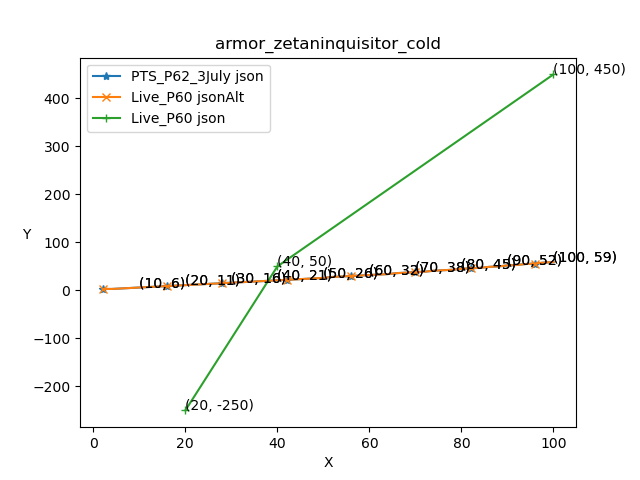 armor_zetaninquisitor_cold
PTS_P62_3July json
Live_P60 jsonAlt
Live_P60 json
(100, 450)
(40, 50)
(20, -250)
(10, 6)
(20, 11)
(30, 16)
(40, 21)
(50, 26)
(60, 32)
(70, 38)
(80, 45)
(90, 52)
(100, 59)
Y
400
300
200
100
0
−100
−200
0 20 40 60 80 100
X